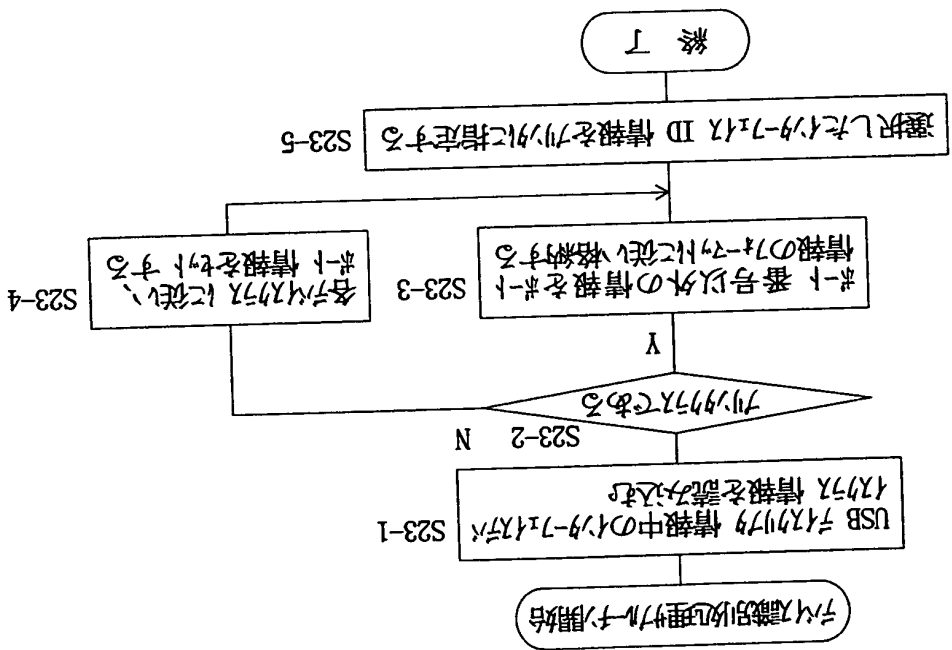 デバイス識別処理サブルーチン開始
USB ディスクリプタ 情報中のインターフェイスデバ
イスクラス 情報を読み込む
S23-1
プリンタクラスである
S23-2
N
Y
ポート 番号以外の情報をポート
情報のフォーマットに従い格納する
S23-3
各デバイスクラス に従い、
ポート 情報をセットする
S23-4
選択したインターフェイス ID 情報をプリンタに指定する
S23-5
終 了